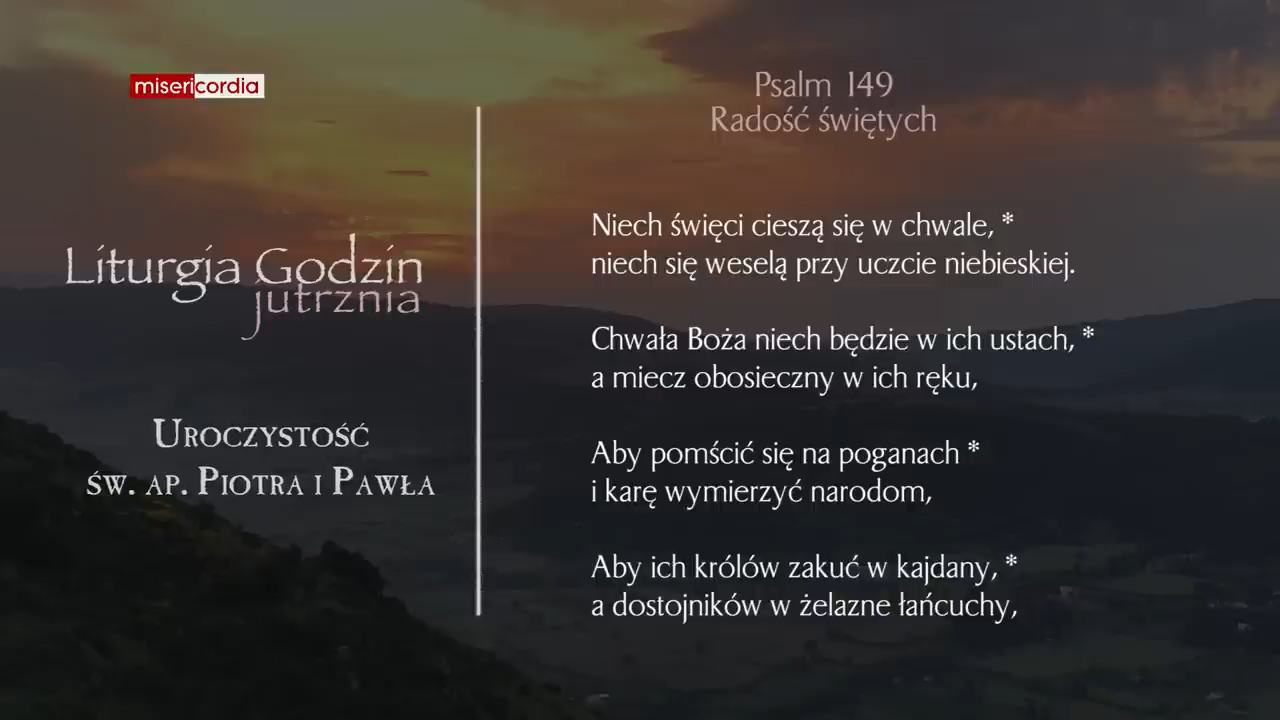 misericordia
Liturgia Godzin
jutrznia
Uroczystość
św. ap. Piotra i Pawła
Psalm 149
Radość świętych
Niech święci cieszą się w chwale, *
niech się weselą przy uczcie niebieskiej.
Chwała Boża niech będzie w ich ustach, *
a miecz obosieczny w ich ręku,
Aby pomścić się na poganach *
i karę wymierzyć narodom,
Aby ich królów zakuć w kajdany, *
a dostojników w żelazne łańcuchy,